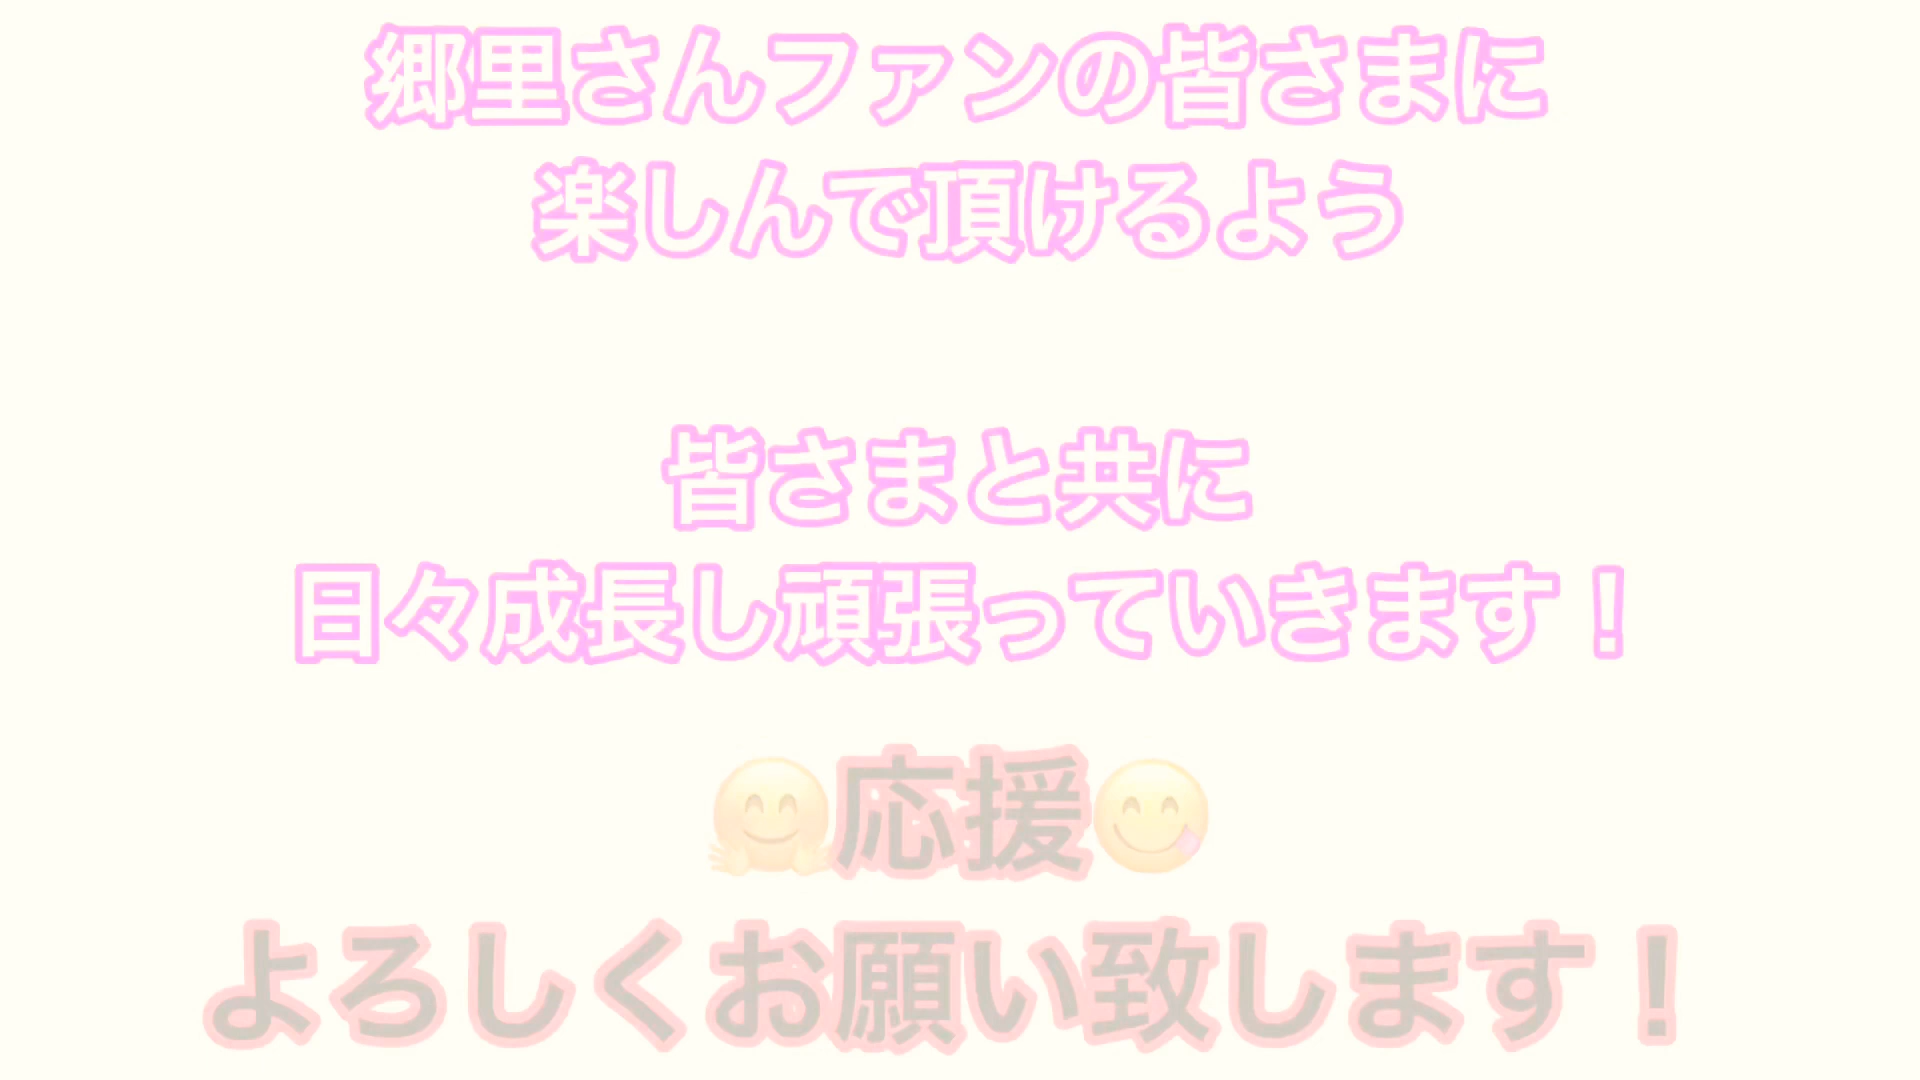 郷里さんファンの皆さまに
楽しんで頂けるよう
皆さまと共に
日々成長し頑張っていきます！
🤗応援😋
よろしくお願い致します！